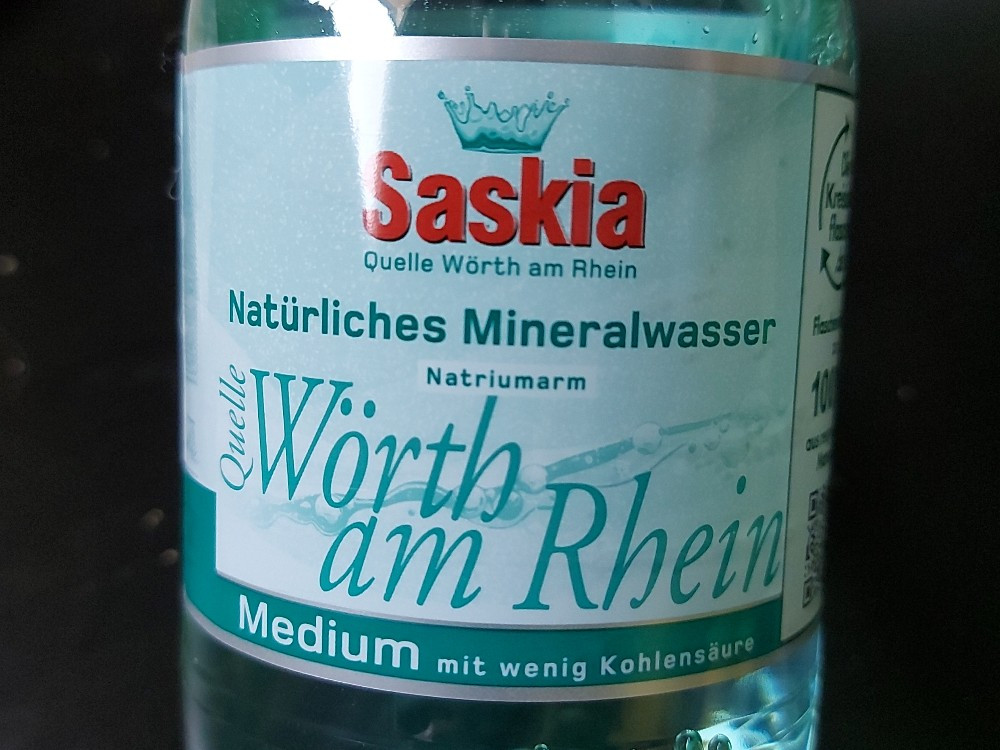 Saskia
Quelle Wörth am Rhein
Natürliches Mineralwasser
Natriumarm
Quelle
Wörth
am Rhein
Medium mit wenig Kohlensäure